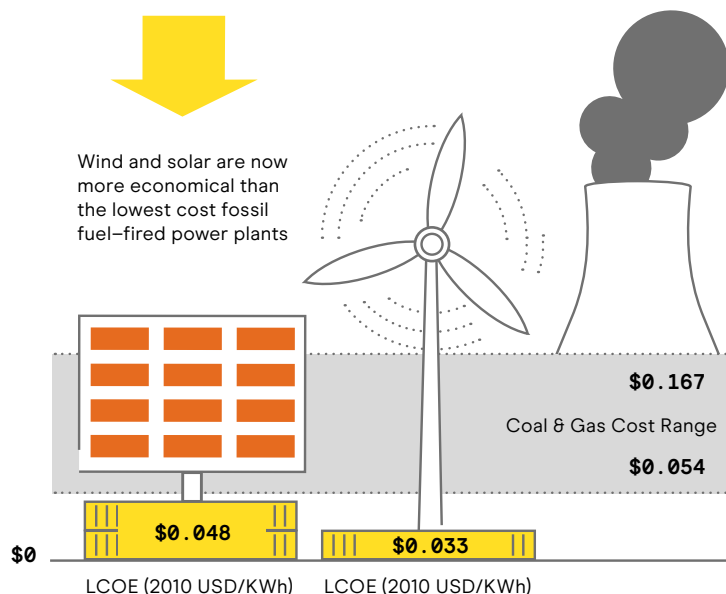 Wind and solar are now
more economical than
the lowest cost fossil
fuel–fired power plants
$0.167
Coal & Gas Cost Range
$0.054
$0.048
$0.033
$0
LCOE (2010 USD/KWh)
LCOE (2010 USD/KWh)